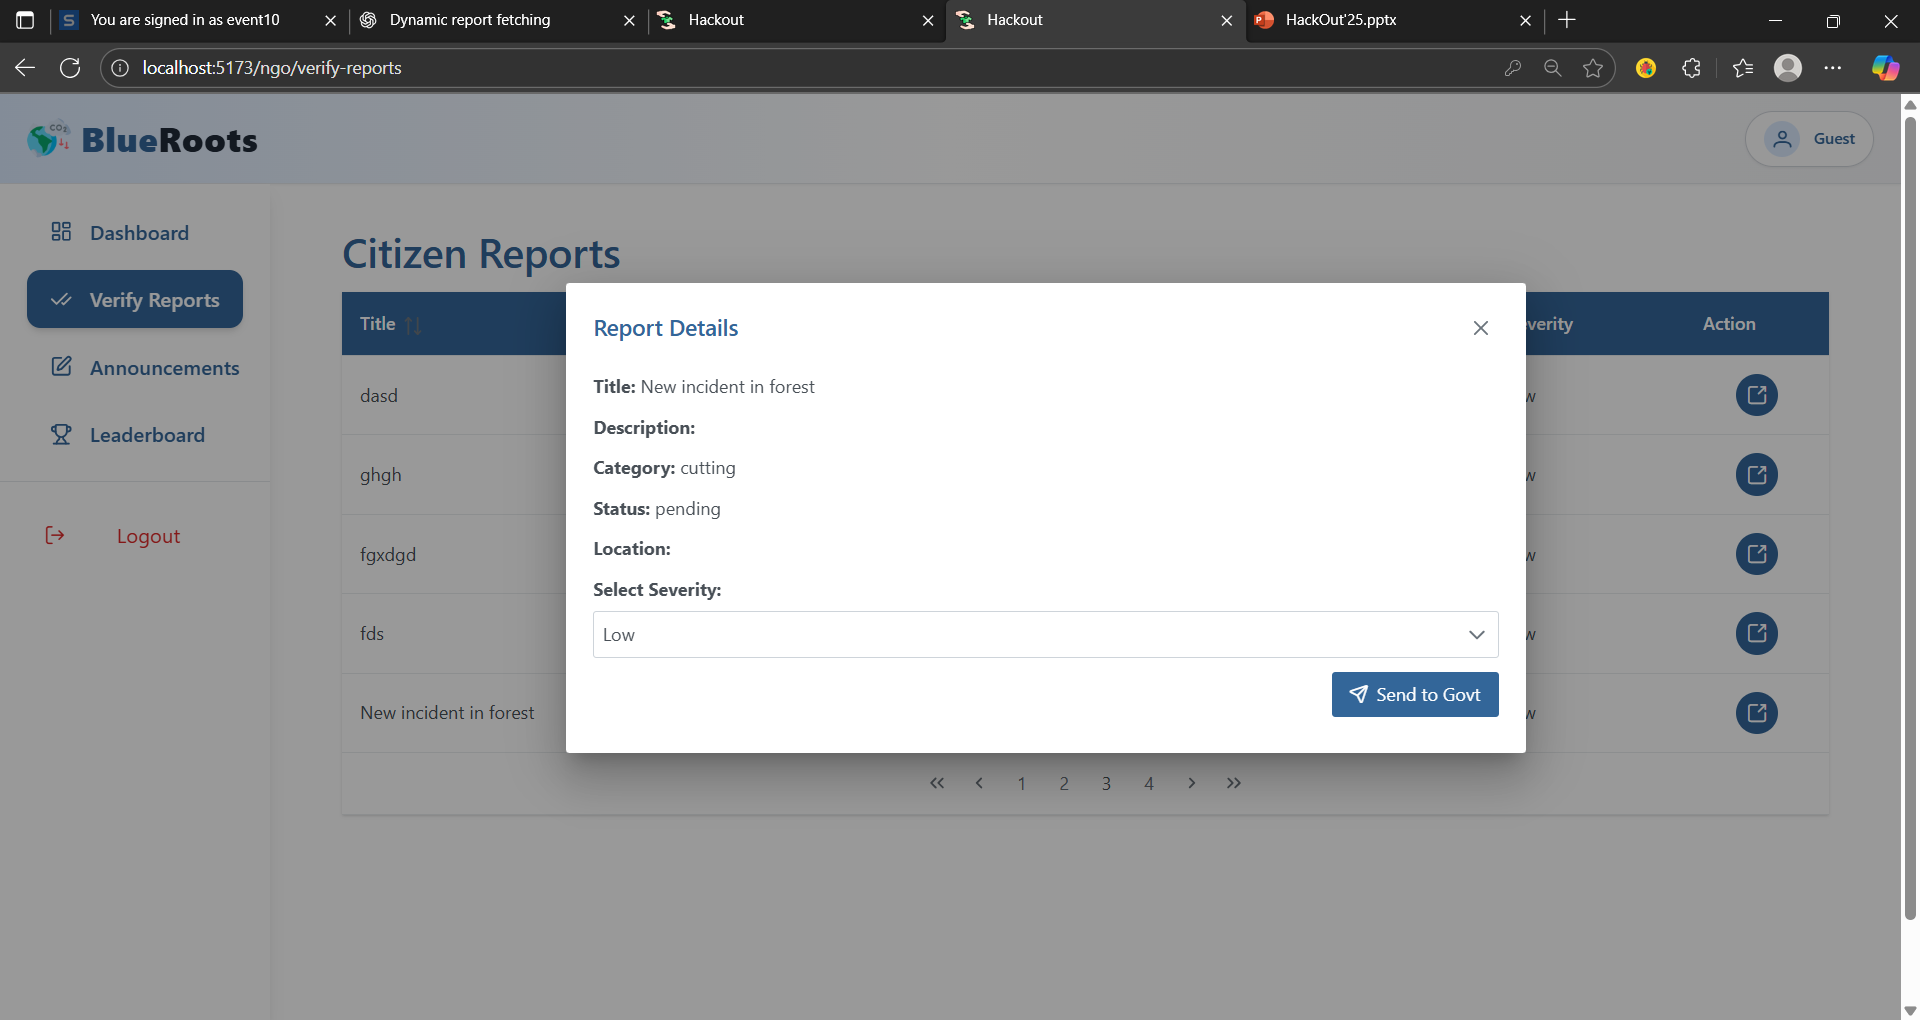 You are signed in as event10
Dynamic report fetching
Hackout
Hackout
HackOut'25.pptx
localhost:5173/ngo/verify-reports
BlueRoots
Guest
Dashboard
Verify Reports
Announcements
Leaderboard
Logout
Citizen Reports
Title
verity
Action
dasd
w
ghgh
w
fgxdgd
w
fds
w
New incident in forest
w
Report Details
Title: New incident in forest
Description:
Category: cutting
Status: pending
Location:
Select Severity:
Low
Send to Govt
« ‹ 1 2 3 4 › »